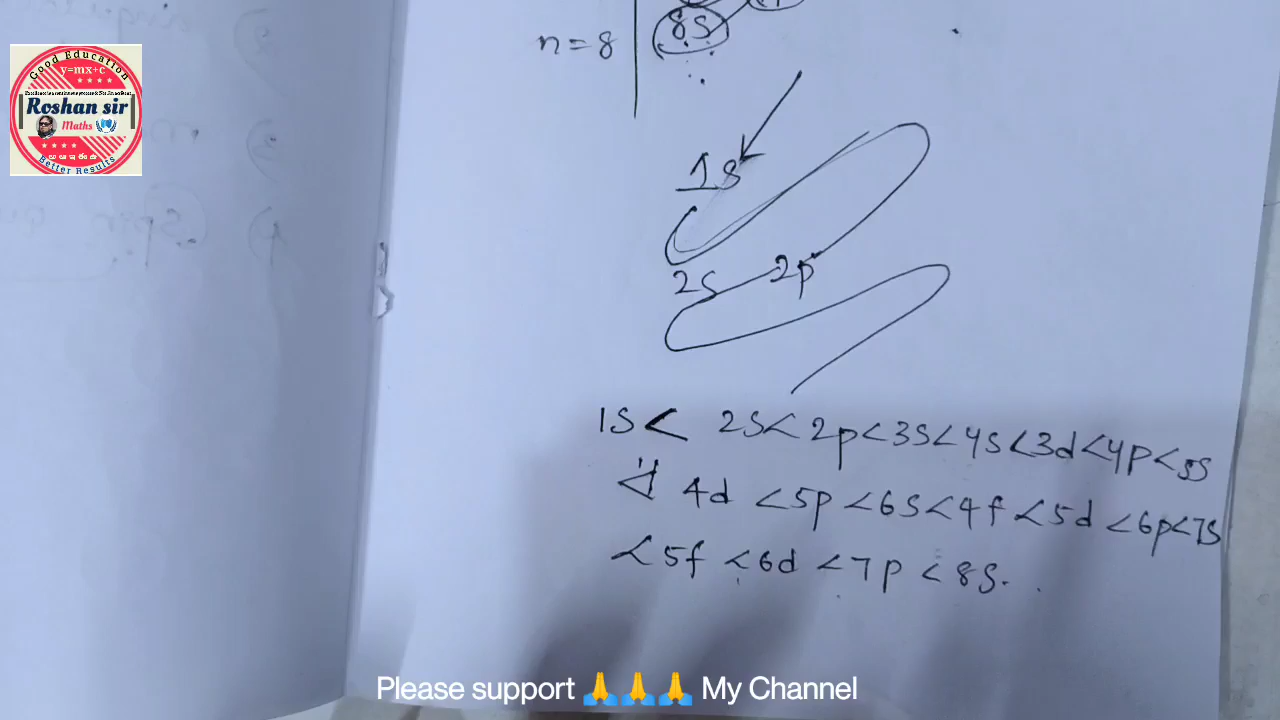 8s
n=8
Good Education
y=mx+c
Roshan sir
Maths
Better Results
1s
2s 2p
1s < 2s < 2p < 3s < 4s < 3d < 4p < 5s
< 4d < 5p < 6s < 4f < 5d < 6p < 7s
< 5f < 6d < 7p < 8s.
Please support 🙏🙏🙏 My Channel